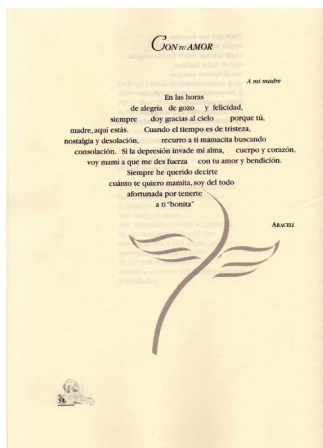 CON TU AMOR
A mi madre
En las horas
de alegría de gozo y felicidad,
siempre doy gracias al cielo porque tú,
madre, aquí estás. Cuando el tiempo es de tristeza,
nostalgia y desolación, recurro a ti mamacita buscando
consolación. Si la depresión invade mi alma, cuerpo y corazón,
voy mami a que me des fuerza con tu amor y bendición.
Siempre he querido decirte
cuánto te quiero mamita, soy del todo
afortunada por tenerte
a ti "bonita"
ARACELI